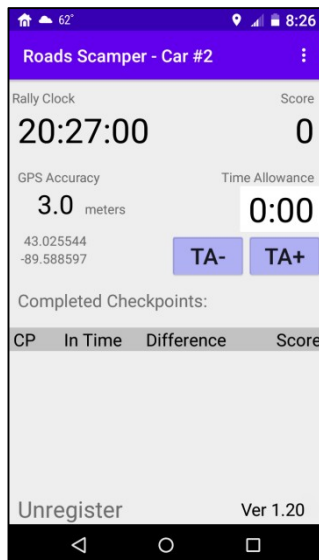 62° 8:26
Roads Scamper - Car #2
Rally Clock Score
20:27:00 0
GPS Accuracy Time Allowance
3.0 meters 0:00
43.025544
-89.588597
TA- TA+
Completed Checkpoints:
CP In Time Difference Score
Unregister Ver 1.20